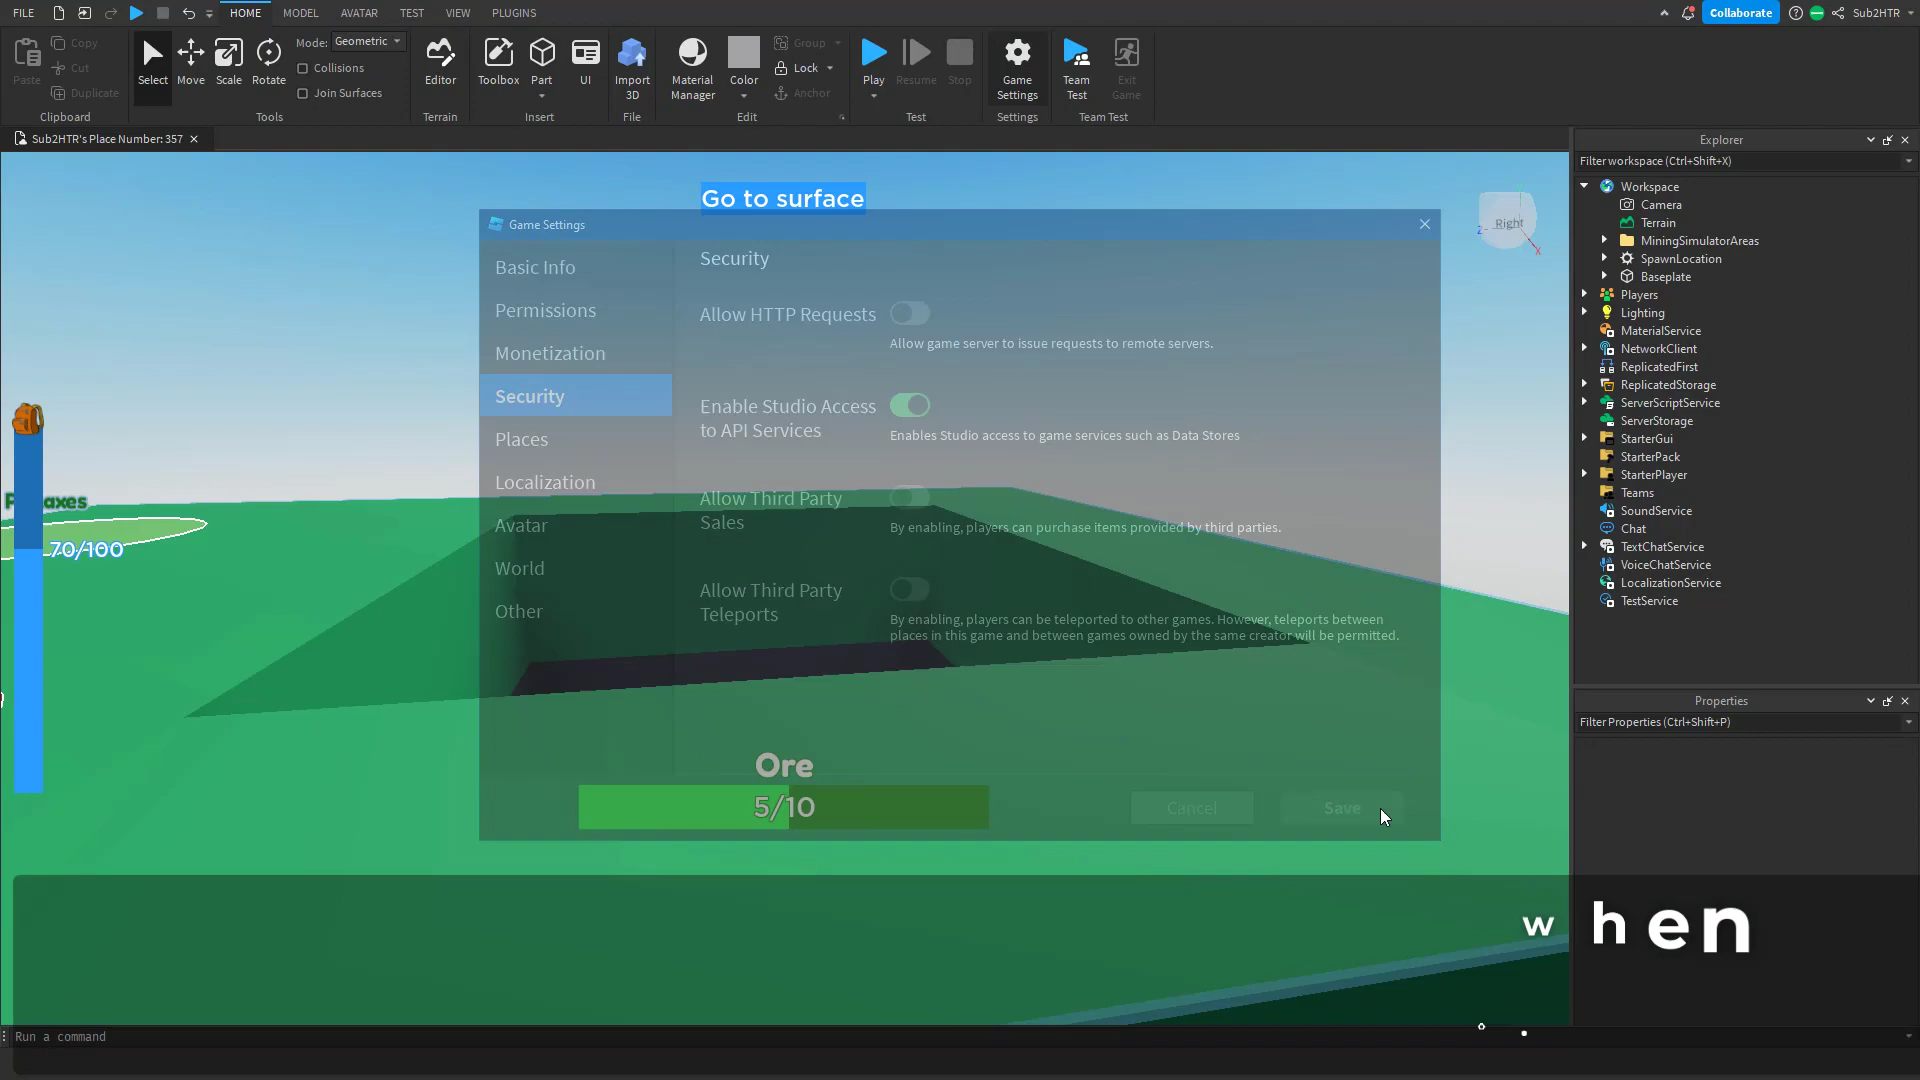 FILE HOME MODEL AVATAR TEST VIEW PLUGINS Collaborate Sub2HTR
Paste Copy Cut Duplicate Clipboard
Select Move Scale Rotate Mode: Geometric Collisions Join Surfaces Tools
Editor Terrain
Toolbox Part UI Insert
Import 3D File
Material Manager Color Group Lock Anchor Edit
Play Resume Stop Test
Game Settings Settings
Team Test Exit Game Team Test
Sub2HTR's Place Number: 357
Go to surface
Right
Z
X
Game Settings
Basic Info
Permissions
Monetization
Security
Places
Localization
Avatar
World
Other
Security
Allow HTTP Requests
Allow game server to issue requests to remote servers.
Enable Studio Access
to API Services
Enables Studio access to game services such as Data Stores
Allow Third Party
Sales
By enabling, players can purchase items provided by third parties.
Allow Third Party
Teleports
By enabling, players can be teleported to other games. However, teleports between
places in this game and between games owned by the same creator will be permitted.
Cancel Save
70/100
Ore
5/10
when
Run a command
Explorer
Filter workspace (Ctrl+Shift+X)
Workspace
Camera
Terrain
MiningSimulatorAreas
SpawnLocation
Baseplate
Players
Lighting
MaterialService
NetworkClient
ReplicatedFirst
ReplicatedStorage
ServerScriptService
ServerStorage
StarterGui
StarterPack
StarterPlayer
Teams
SoundService
Chat
TextChatService
VoiceChatService
LocalizationService
TestService
Properties
Filter Properties (Ctrl+Shift+P)